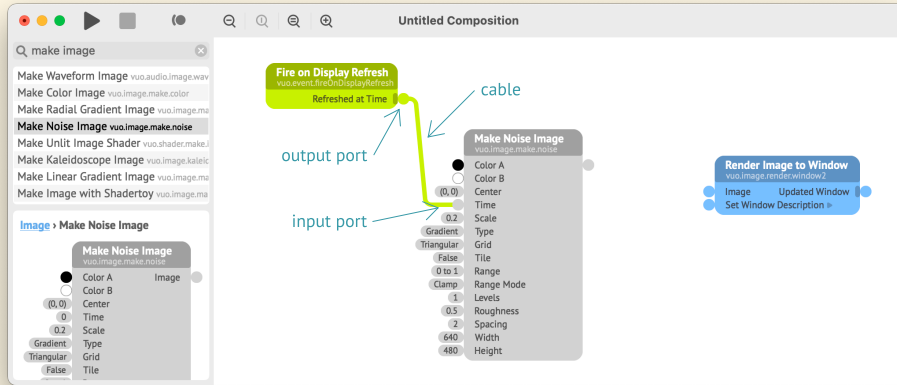 Untitled Composition
make image
Make Waveform Image vuo.audio.image.wav
Make Color Image vuo.image.make.color
Make Radial Gradient Image vuo.image.ma
Make Noise Image vuo.image.make.noise
Make Unlit Image Shader vuo.shader.make.i
Make Kaleidoscope Image vuo.image.kaleic
Make Linear Gradient Image vuo.image.ma
Make Image with Shadertoy vuo.image.ma
Image › Make Noise Image
Make Noise Image
vuo.image.make.noise
Color A Image
Color B
(0, 0) Center
0 Time
0.2 Scale
Gradient Type
Triangular Grid
False Tile
Fire on Display Refresh
vuo.event.fireOnDisplayRefresh
Refreshed at Time
cable
output port
input port
Make Noise Image
vuo.image.make.noise
Color A
Color B
(0, 0) Center
Time
0.2 Scale
Gradient Type
Triangular Grid
False Tile
0 to 1 Range
Clamp Range Mode
1 Levels
0.5 Roughness
2 Spacing
640 Width
480 Height
Render Image to Window
vuo.image.render.window2
Image Updated Window
Set Window Description